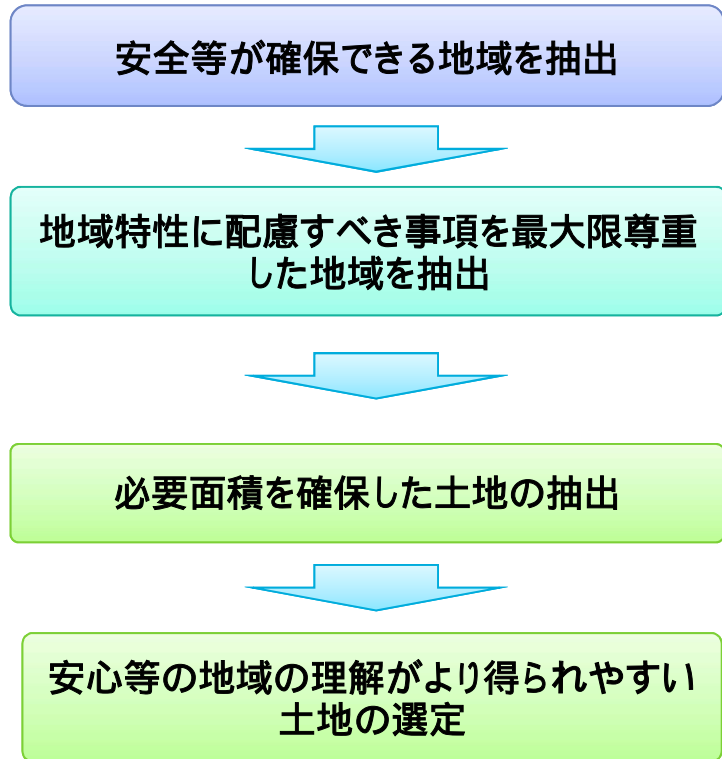 安全等が確保できる地域を抽出
地域特性に配慮すべき事項を最大限尊重
した地域を抽出
必要面積を確保した土地の抽出
安心等の地域の理解がより得られやすい
土地の選定